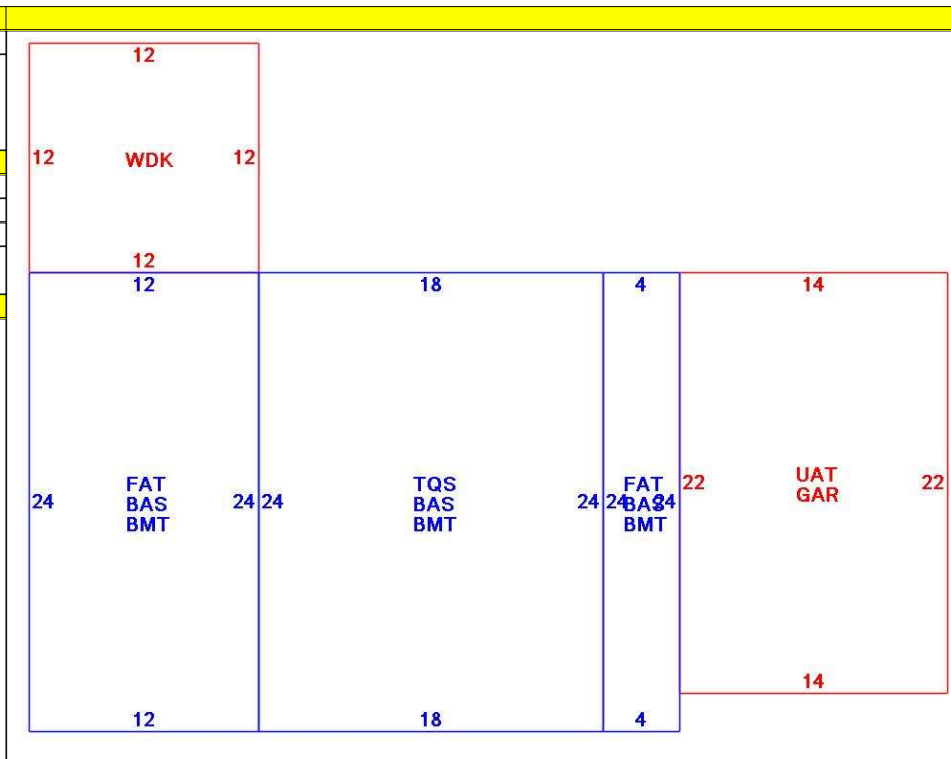 12
12 WDK 12
12
12 18 4 14
24 FAT 24
BAS
BMT
24 TQS 24
BAS
BMT
24 FAT 24
BAS
BMT
22 UAT 22
GAR
14
12 18 4